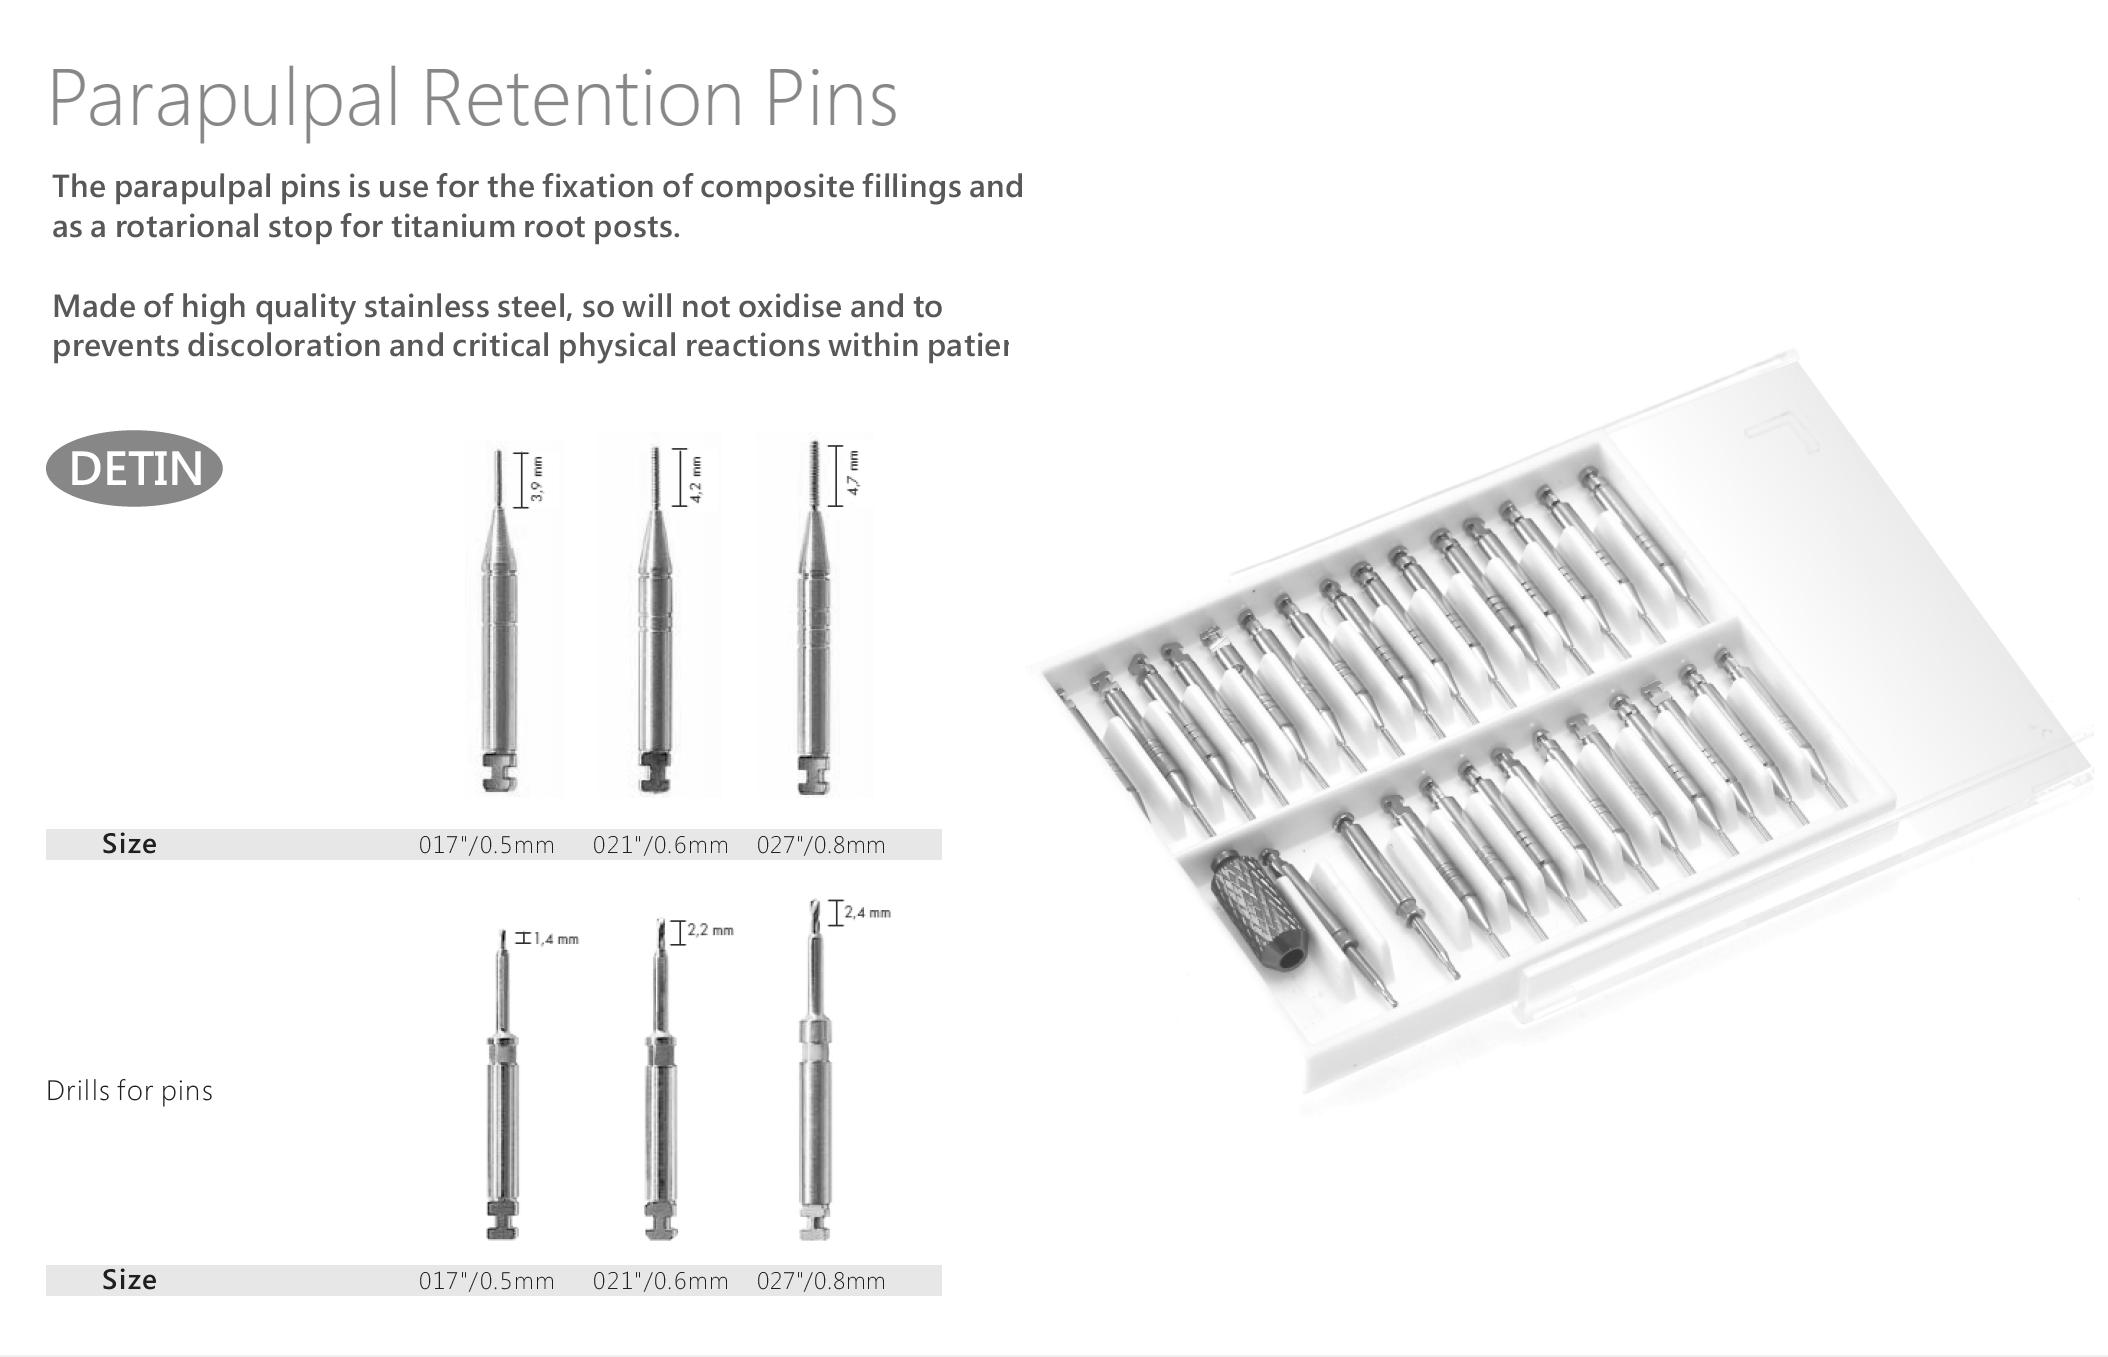 Parapulpal Retention Pins
The parapulpal pins is use for the fixation of composite fillings and
as a rotarional stop for titanium root posts.
Made of high quality stainless steel, so will not oxidise and to
prevents discoloration and critical physical reactions within
DETIN
3,9 mm
4,2 mm
4,7 mm
Size 017"/0.5mm 021"/0.6mm 027"/0.8mm
1,4 mm
2,2 mm
2,4 mm
Drills for pins
Size 017"/0.5mm 021"/0.6mm 027"/0.8mm